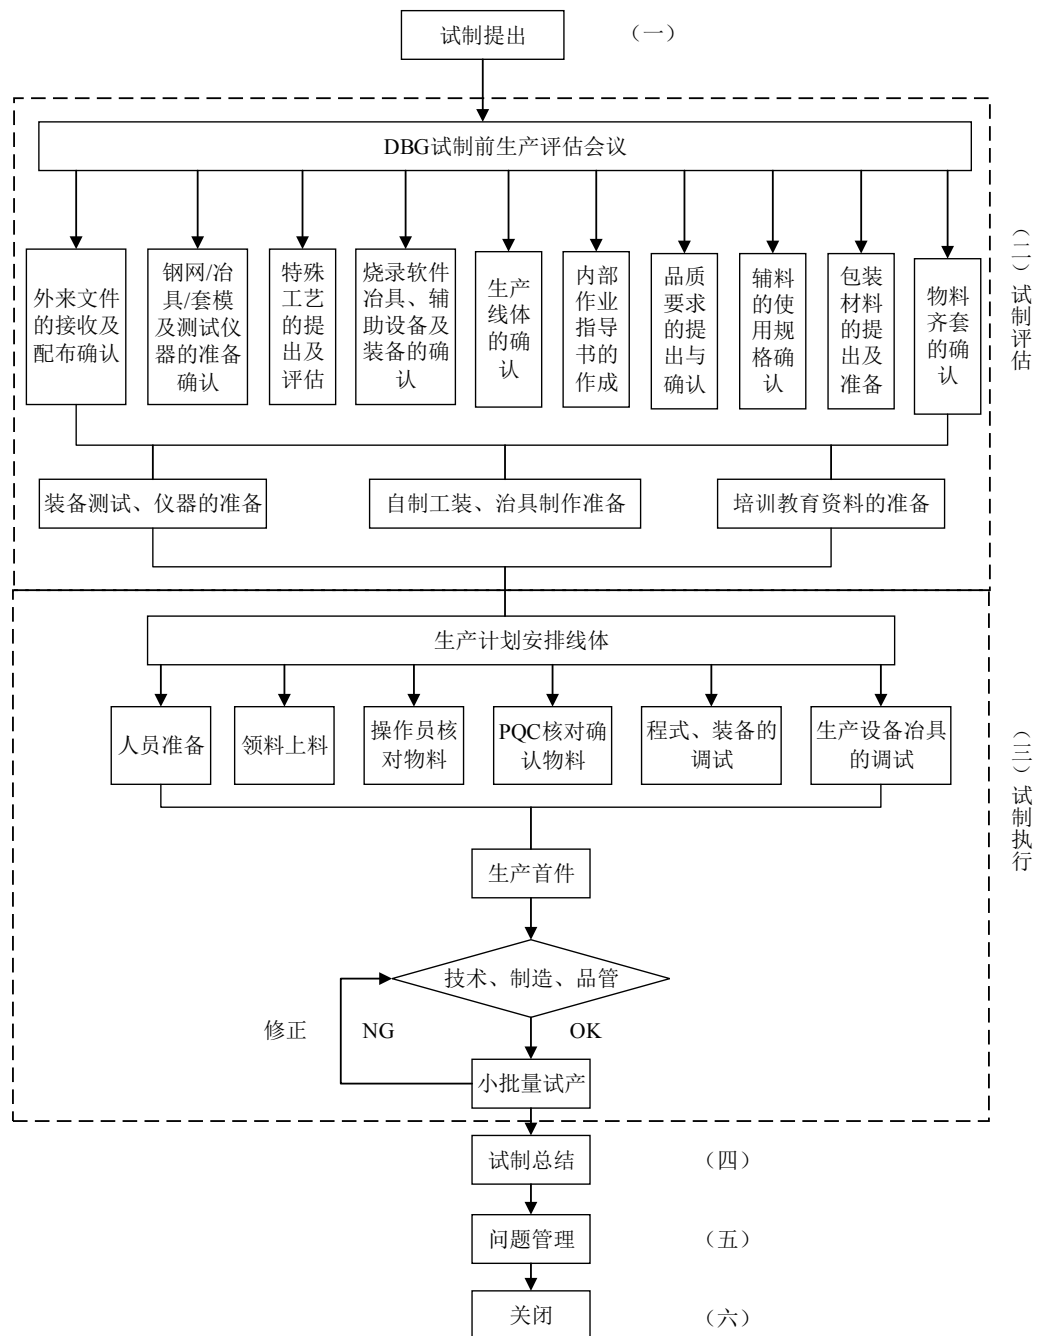 试制提出
（一）
DBG试制前生产评估会议
外来文件
的接收及
配布确认
钢网/冶
具/套模
及测试仪
器的准备
确认
特殊
工艺
的提
出及
评估
烧录软件
冶具、辅
助设备及
装备的确
认
生产
线体
的确
认
内部
作业
指导
书的
作成
品质
要求
的提
出与
确认
辅料
的使
用规
格确
认
包装
材料
的提
出及
准备
物料
齐套
的确
认
（二）试制评估
装备测试、仪器的准备
自制工装、治具制作准备
培训教育资料的准备
生产计划安排线体
人员准备
领料上料
操作员核
对物料
PQC核对确
认物料
程式、装备的
调试
生产设备冶具
的调试
（三）试制执行
生产首件
技术、制造、品管
修正
NG
OK
小批量试产
试制总结
（四）
问题管理
（五）
关闭
（六）